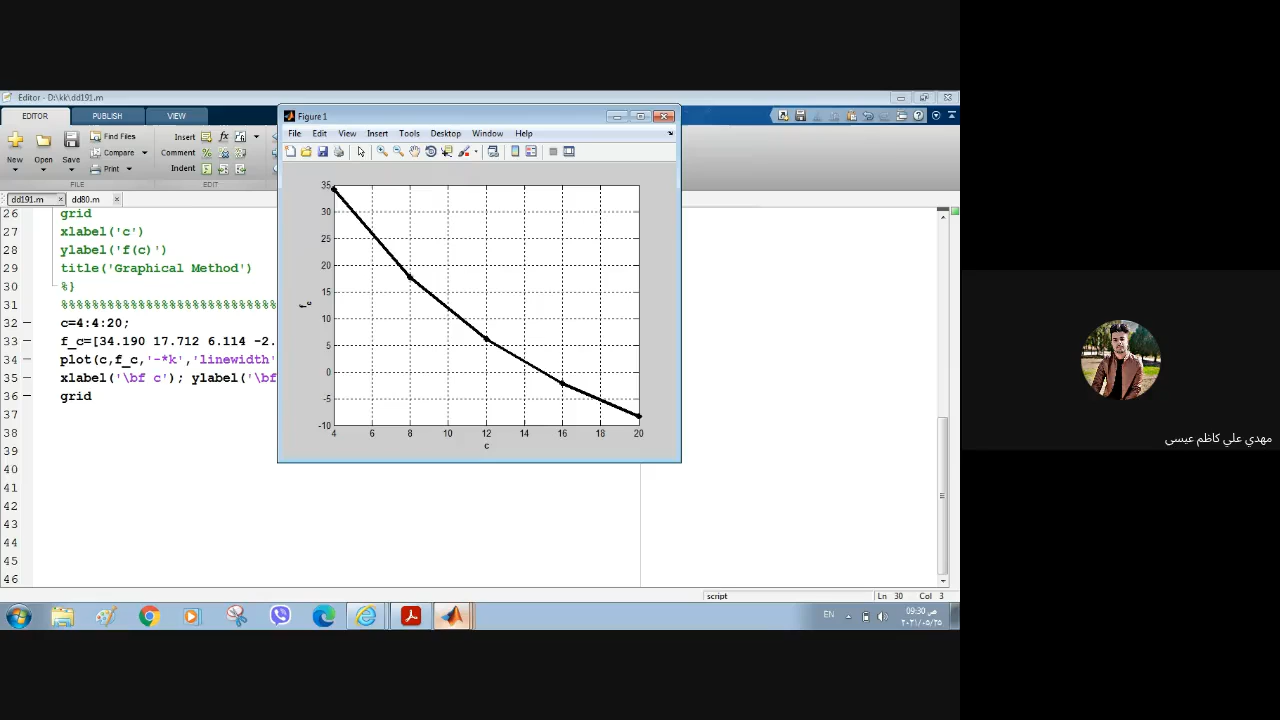 Editor - D:\kk\dd191.m
EDITOR PUBLISH VIEW
New Open Save
Find Files
Compare
Print
Insert
Comment
Indent
FILE EDIT
dd191.m dd80.m
26 grid
27 xlabel('c')
28 ylabel('f(c)')
29 title('Graphical Method')
30 %}
31 %%%%%%%%%%%%%%%%%%%%%%%%%%%%
32 c=4:4:20;
33 f_c=[34.190 17.712 6.114 -2.
34 plot(c,f_c,'-*k','linewidth'
35 xlabel('\bf c'); ylabel('\bf
36 grid
37
38
39
40
41
42
43
44
45
46
Figure 1
File Edit View Insert Tools Desktop Window Help
35
30
25
20
15
10
5
0
-5
-10
4 6 8 10 12 14 16 18 20
c
f_c
مهدي علي كاظم عيسى
script Ln 30 Col 3
EN
09:30 ص
٢٠٢١/٠٥/٢٥